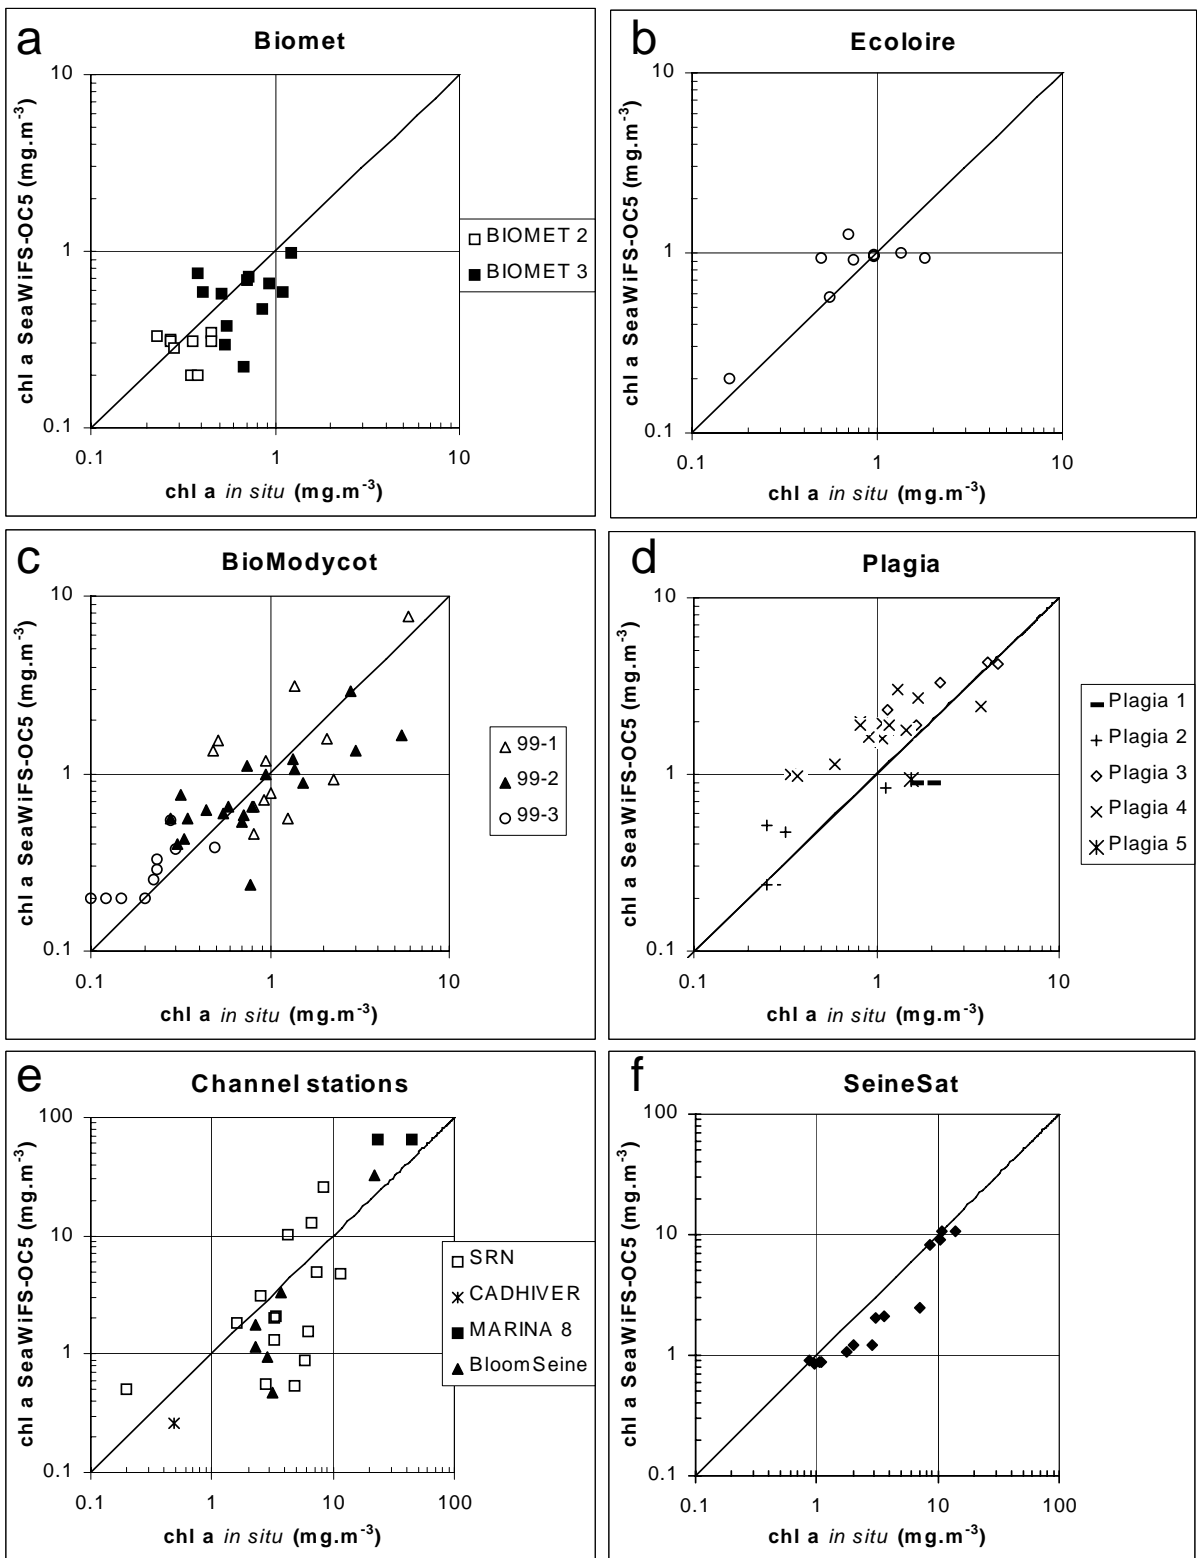 a
Biomet
10
1
0.1
0.1 1 10
chl a SeaWiFS-OC5 (mg.m-3)
chl a in situ (mg.m-3)
BIOMET 2
BIOMET 3
b
Ecoloire
10
1
0.1
0.1 1 10
chl a SeaWiFS-OC5 (mg.m-3)
chl a in situ (mg.m-3)
c
BioModycot
10
1
0.1
0.1 1 10
chl a SeaWiFS-OC5 (mg.m-3)
chl a in situ (mg.m-3)
99-1
99-2
99-3
d
Plagia
10
1
0.1
0.1 1 10
chl a SeaWiFS-OC5 (mg.m-3)
chl a in situ (mg.m-3)
Plagia 1
Plagia 2
Plagia 3
Plagia 4
Plagia 5
e
Channel stations
100
10
1
0.1
0.1 1 10 100
chl a SeaWiFS-OC5 (mg.m-3)
chl a in situ (mg.m-3)
SRN
CADHIVER
MARINA 8
BloomSeine
f
SeineSat
100
10
1
0.1
0.1 1 10 100
chl a SeaWiFS-OC5 (mg.m-3)
chl a in situ (mg.m-3)